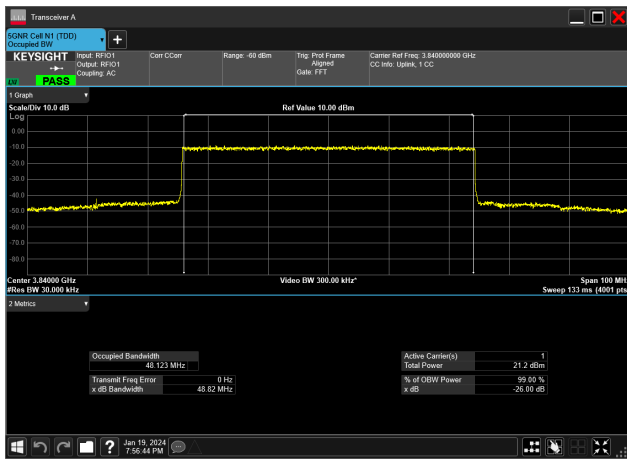 Transceiver A
5GNR Cell N1 (TDD)
Occupied BW
KEYSIGHT
LM
PASS
Input: RFIO1
Output: RFIO1
Coupling: AC
Corr CCorr
Range: -60 dBm
Trig: Prot Frame
Aligned
Gate: FFT
Carrier Ref Freq: 3.840000000 GHz
CC Info: Uplink, 1 CC
1 Graph
Scale/Div 10.0 dB
Ref Value 10.00 dBm
Log
0.00
-10.0
-20.0
-30.0
-40.0
-50.0
-60.0
-70.0
-80.0
Center 3.84000 GHz
Video BW 300.00 kHz*
Span 100 MH
#Res BW 30.000 kHz
Sweep 133 ms (4001 pts
2 Metrics
Occupied Bandwidth
48.123 MHz
Transmit Freq Error 0 Hz
x dB Bandwidth 48.82 MHz
Active Carrier(s) 1
Total Power 21.2 dBm
% of OBW Power 99.00 %
x dB -26.00 dB
?
Jan 19, 2024
7:56:44 PM